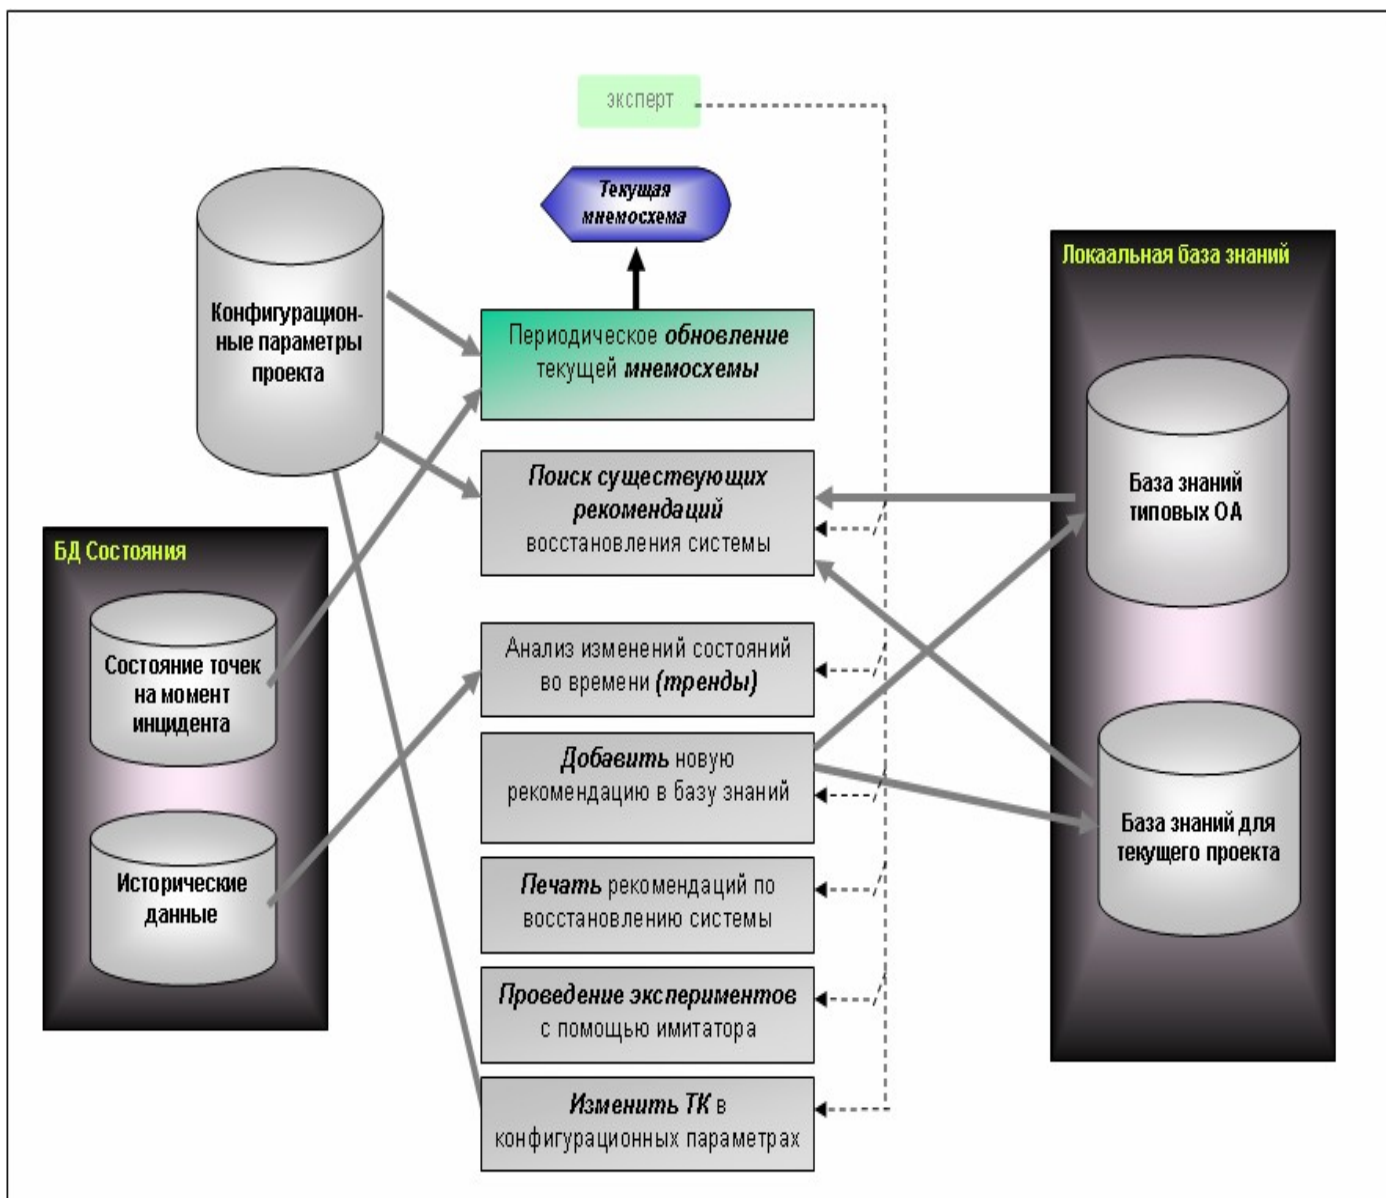 эксперт
Текущая
мнемосхема
Конфигурацион-
ные параметры
проекта
Периодическое обновление
текущей мнемосхемы
Поиск существующих
рекомендаций
восстановления системы
БД Состояния
Состояние точек
на момент
инцидента
Исторические
данные
Анализ изменений состояний
во времени (тренды)
Добавить новую
рекомендацию в базу знаний
Печать рекомендаций по
восстановлению системы
Проведение экспериментов
с помощью имитатора
Изменить ТК в
конфигурационных параметрах
Локаальная база знаний
База знаний
типовых ОА
База знаний для
текущего проекта